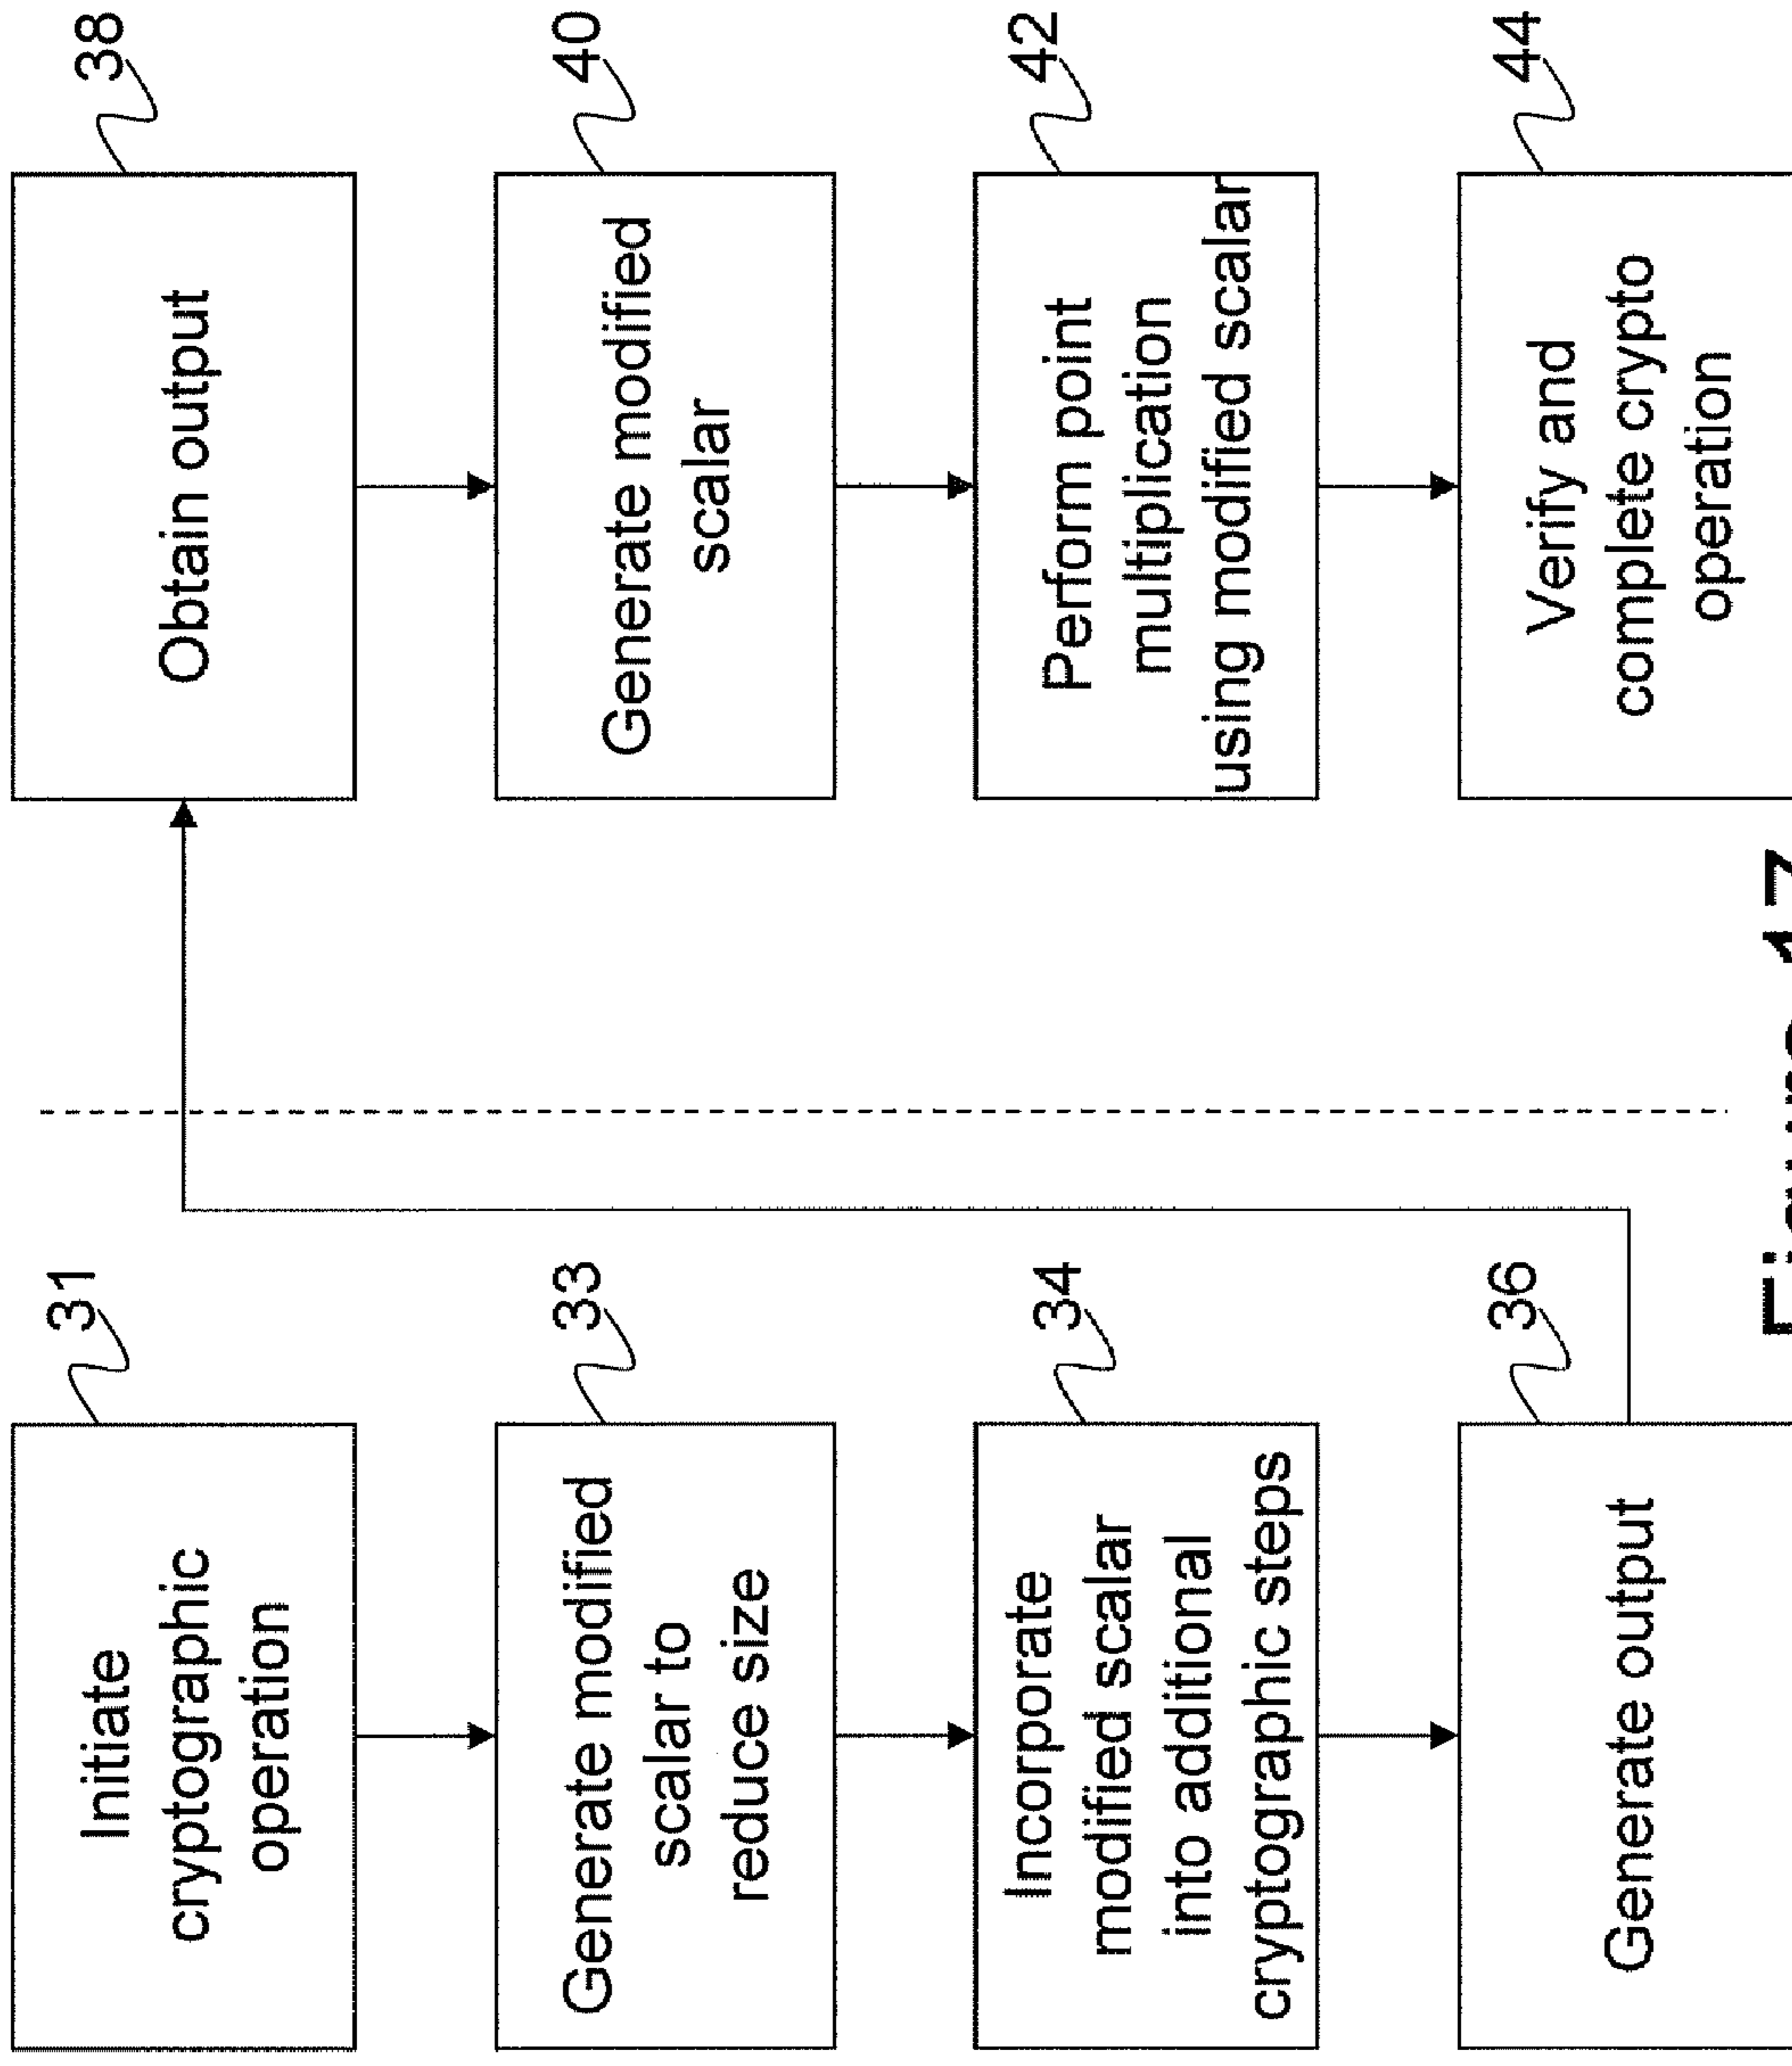 31
Initiate
cryptographic
operation
33
Generate modified
scalar to
reduce size
34
Incorporate
modified scalar
into additional
cryptographic steps
36
Generate output
38
Obtain output
40
Generate modified
scalar
42
Perform point
multiplication
using modified scalar
44
Verify and
complete crypto
operation
Figure 17